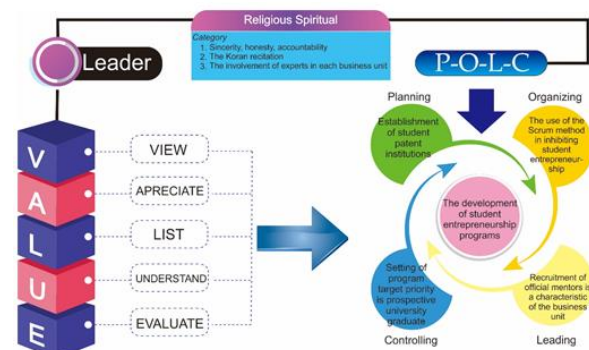 Religious Spiritual
Category
1. Sincerity, honesty, accountability
2. The Koran recitation
3. The involvement of experts in each business unit
Leader
P-O-L-C
V
A
L
U
E
VIEW
APRECIATE
LIST
UNDERSTAND
EVALUATE
Planning
Establishment
of student
patent
institutions
Organizing
The use of the
Scrum method
in inhibiting
student
entrepreneur-
ship
The development
of student
entrepreneurship
programs
Setting of
program
target priority
is prospective
university
graduate
Controlling
Recruitment of
official mentors is
a characteristic
of the business
unit
Leading